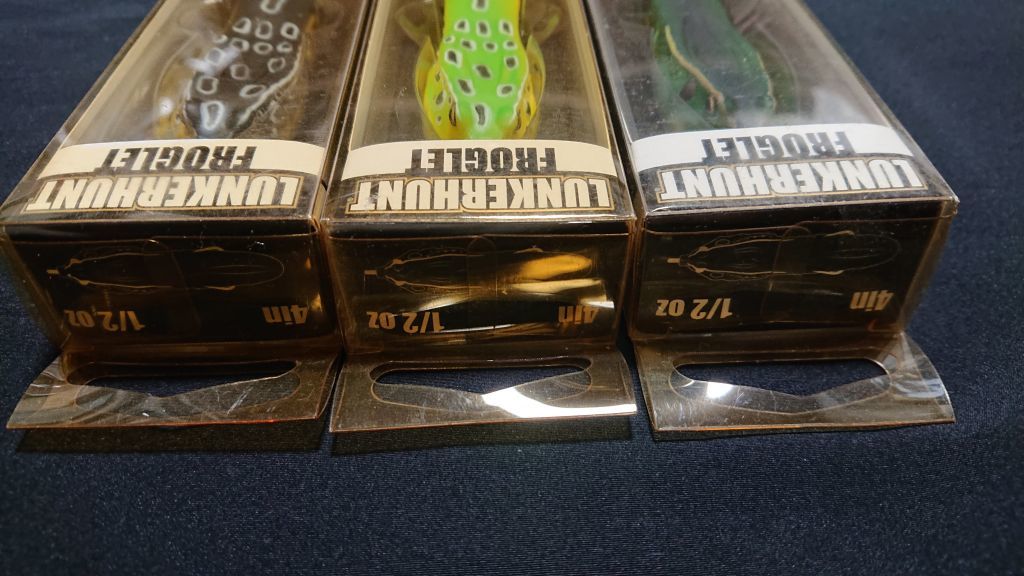 LUNKERHUNT
FROGLET
4in
1/2 oz
LUNKERHUNT
FROGLET
4in
1/2 oz
LUNKERHUNT
FROGLET
4in
1/2 oz